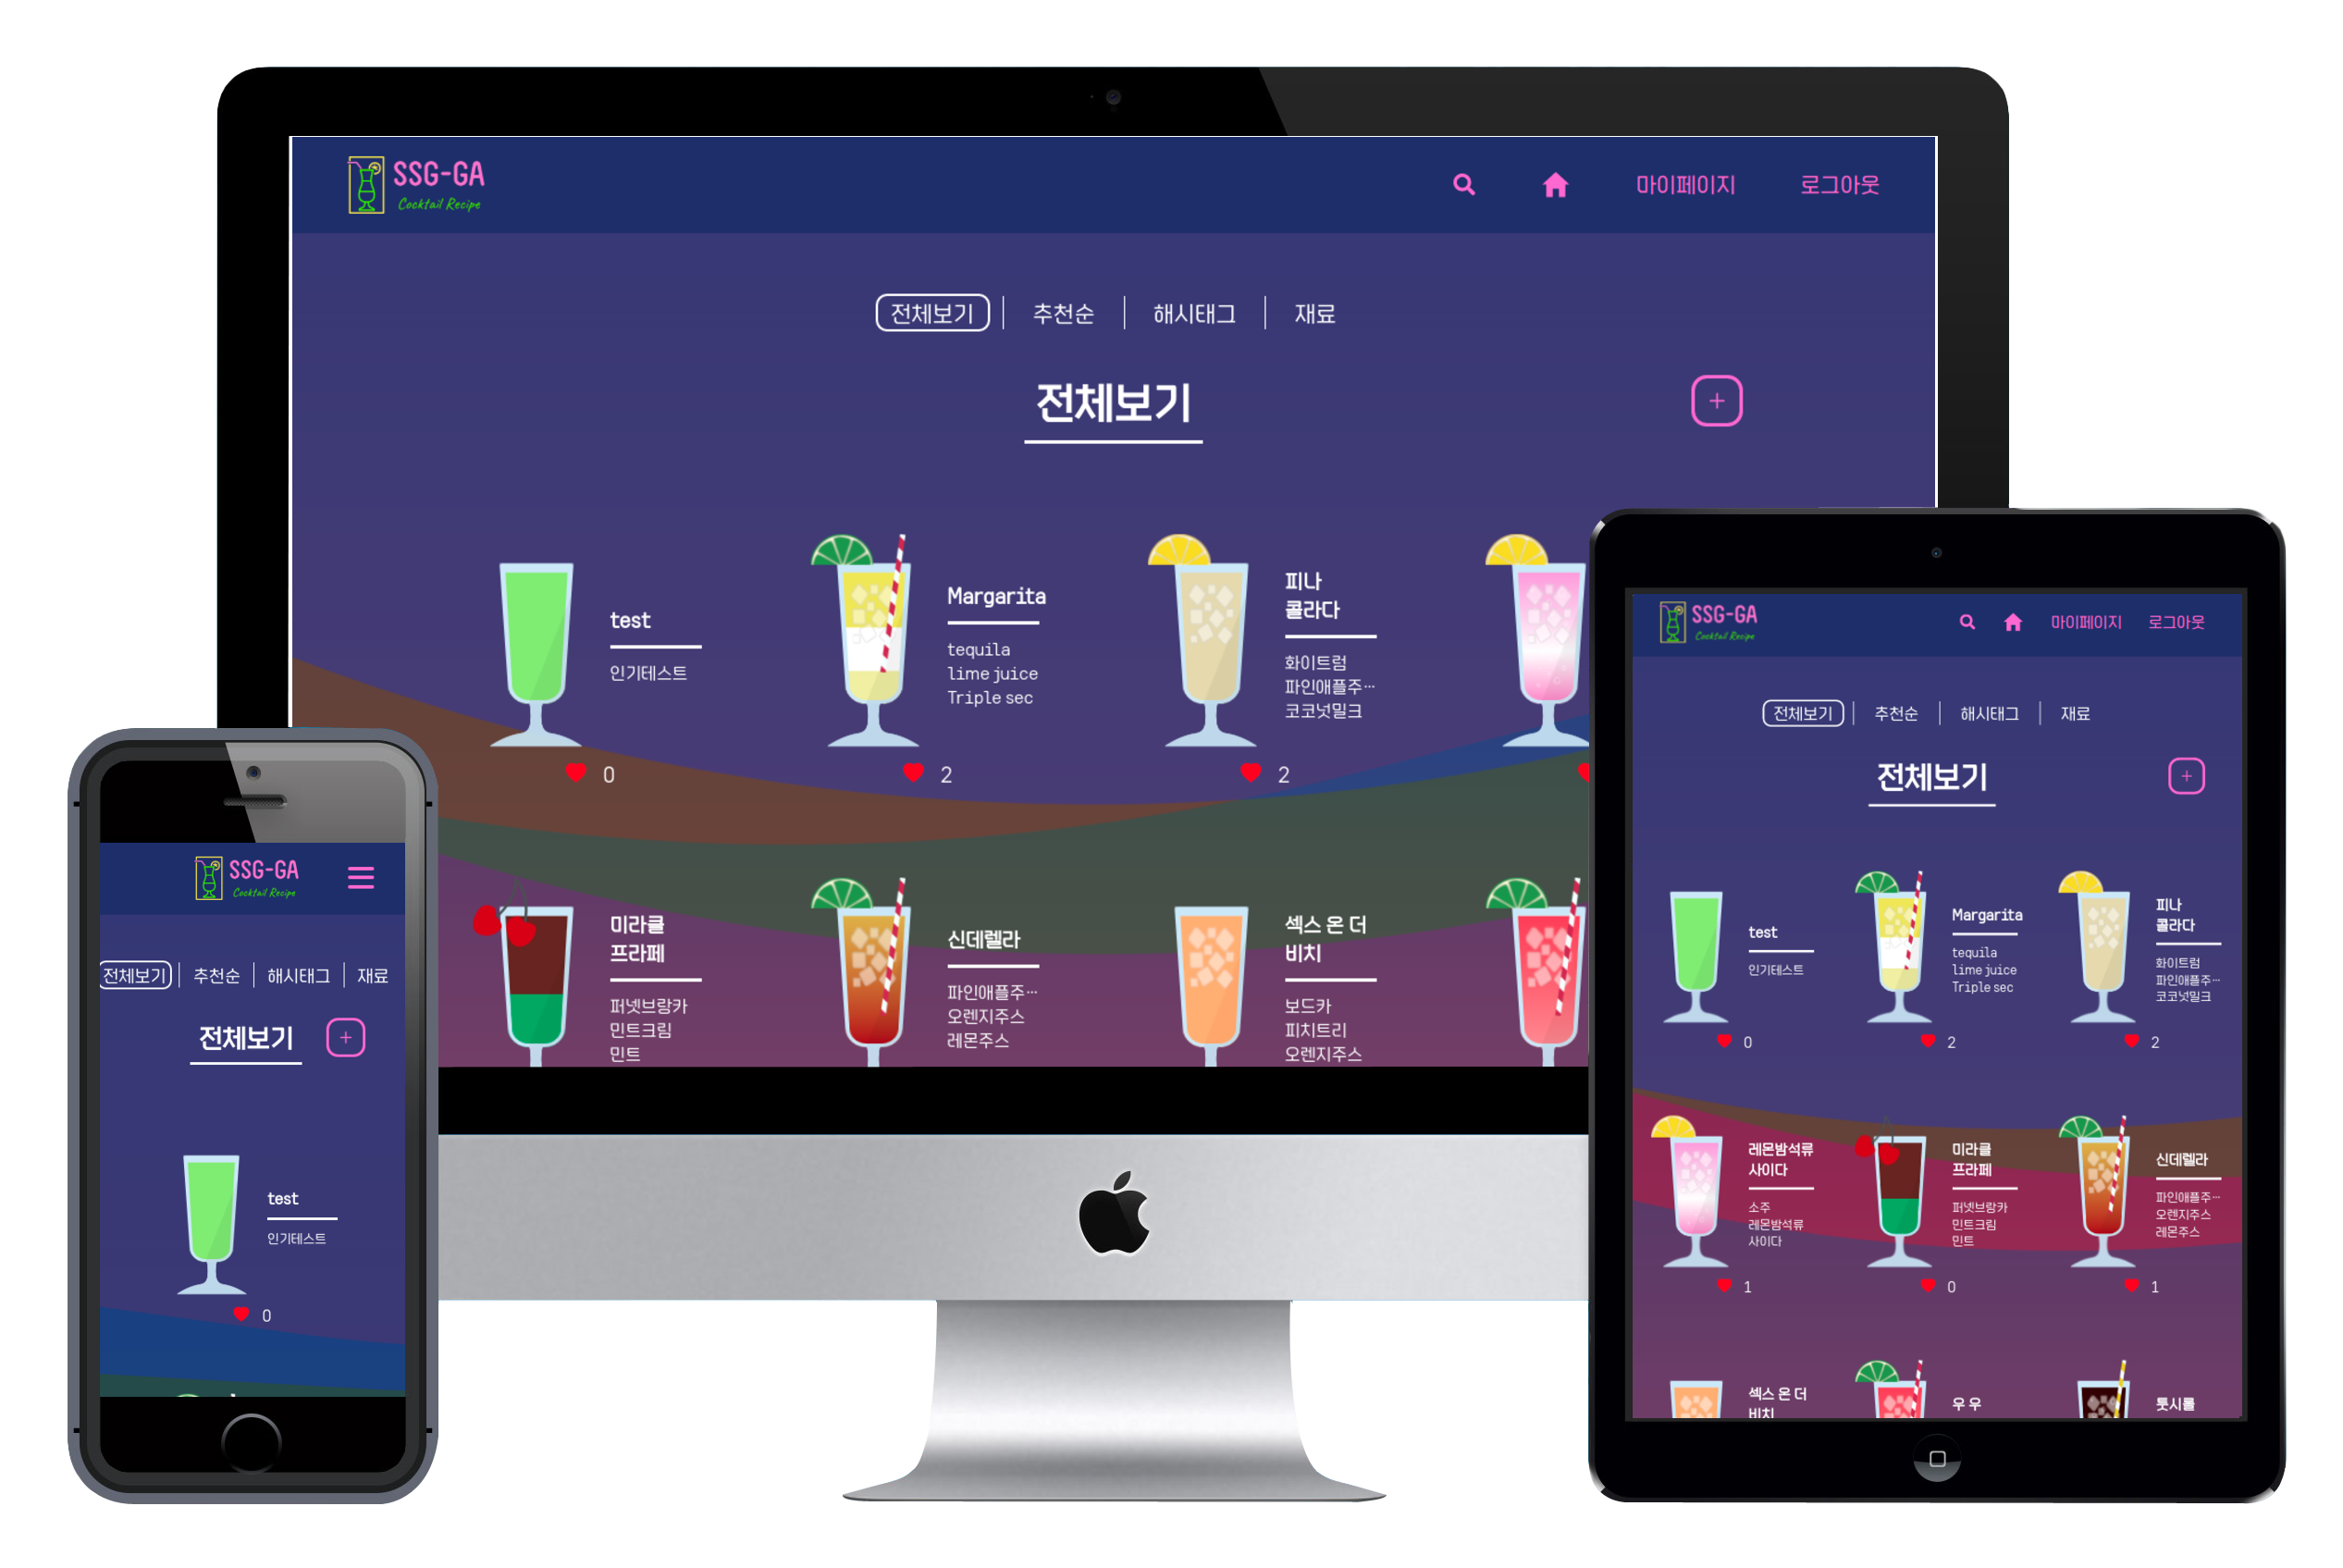 SSG-GA
Cocktail Recipe
마이페이지
로그아웃
전체보기
추천순
해시태그
재료
전체보기
+
test
인기테스트
0
Margarita
tequila
lime juice
Triple sec
2
피나
콜라다
화이트럼
파인애플주…
코코넛밀크
2
미라클
프라페
퍼넷브랑카
민트크림
민트
신데렐라
파인애플주…
오렌지주스
레몬주스
섹스 온 더
비치
보드카
피치트리
오렌지주스
SSG-GA
Cocktail Recipe
전체보기
추천순
해시태그
재료
전체보기
+
test
인기테스트
0
SSG-GA
Cocktail Recipe
마이페이지
로그아웃
전체보기
추천순
해시태그
재료
전체보기
+
test
인기테스트
0
Margarita
tequila
lime juice
Triple sec
2
피나
콜라다
화이트럼
파인애플주…
코코넛밀크
2
레몬밤석류
사이다
소주
레몬밤석류
사이다
1
미라클
프라페
퍼넷브랑카
민트크림
민트
0
신데렐라
파인애플주…
오렌지주스
레몬주스
1
섹스 온 더
비치
우 우
톳시롤